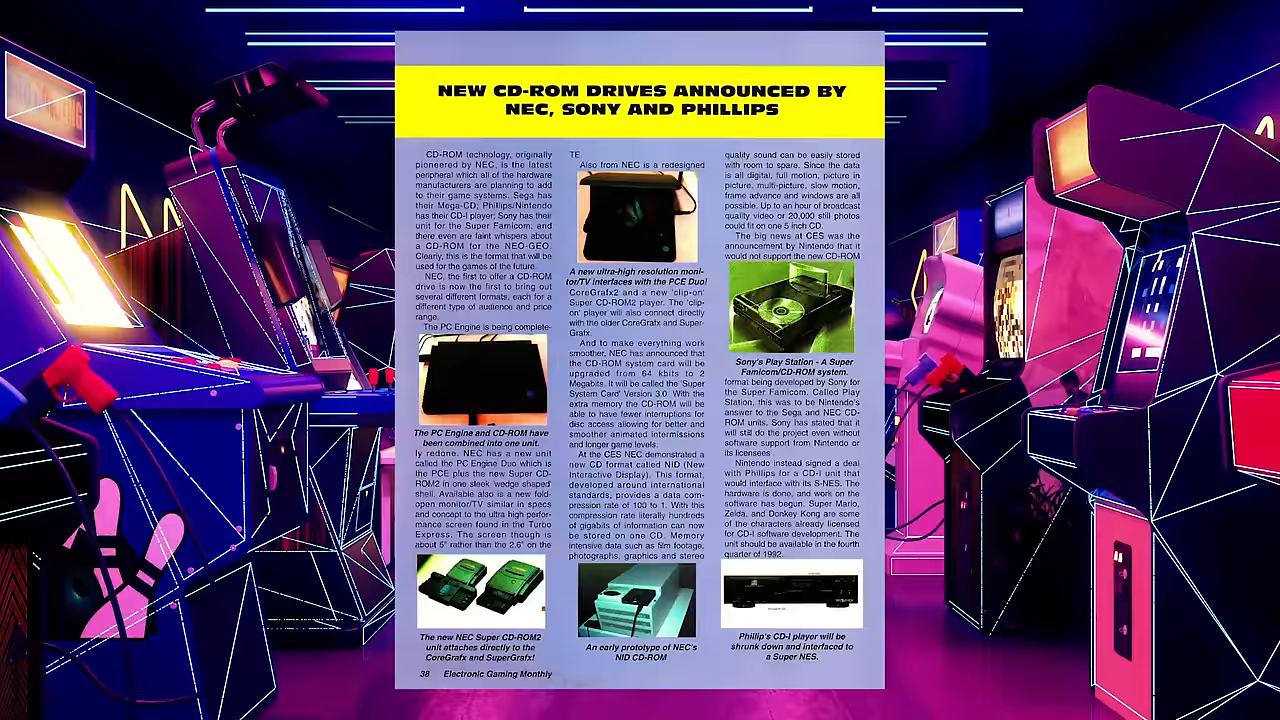 NEW CD-ROM DRIVES ANNOUNCED BY
NEC, SONY AND PHILLIPS
CD-ROM technology, originally
pioneered by NEC, is the latest
peripheral which all of the hardware
manufacturers are planning to add
to their game systems. Sega has
their Mega-CD; Phillips/Nintendo
has their CD-I player; Sony has their
unit for the Super Famicom, and
there even are faint whispers about
a CD-ROM for the NEO-GEO.
Clearly, this is the format that will be
used for the games of the future.
NEC, the first to offer a CD-ROM
drive is now the first to bring out
several different formats, each for a
different type of audience and price
range.
The PC Engine is being complete-
The PC Engine and CD-ROM have
been combined into one unit.
ly redone. NEC has a new unit
called the PC Engine Duo which is
the PCE plus the new Super CD-
ROM2 in one sleek 'wedge shaped'
shell. Available also is a new fold-
open monitor/TV similar in specs
and concept to the ultra high perfor-
mance screen found in the Turbo
Express. The screen though is
about 5" rather than the 2.6" on the
The new NEC Super CD-ROM2
unit attaches directly to the
CoreGrafx and SuperGrafx!
38 Electronic Gaming Monthly
TE.
Also from NEC is a redesigned
A new ultra-high resolution moni-
tor/TV interfaces with the PCE Duo!
CoreGrafx2 and a new 'clip-on'
Super CD-ROM2 player. The 'clip-
on' player will also connect directly
with the older CoreGrafx and Super-
Grafx.
And to make everything work
smoother, NEC has announced that
the CD-ROM system card will be
upgraded from 64 kbits to 2
Megabits. It will be called the 'Super
System Card' Version 3.0. With the
extra memory the CD-ROM will be
able to have fewer interruptions for
disc access allowing for better and
smoother animated intermissions
and longer game levels.
At the CES NEC demonstrated a
new CD format called NID (New
Interactive Display). This format,
developed around international
standards, provides a data com-
pression rate of 100 to 1. With this
compression rate literally hundreds
of gigabits of information can now
be stored on one CD. Memory
intensive data such as film footage,
photographs, graphics and stereo
An early prototype of NEC's
NID CD-ROM
quality sound can be easily stored
with room to spare. Since the data
is all digital, full motion, picture in
picture, multi-picture, slow motion,
frame advance and windows are all
possible. Up to an hour of broadcast
quality video or 20,000 still photos
could fit on one 5 inch CD.
The big news at CES was the
announcement by Nintendo that it
would not support the new CD-ROM
Sony's Play Station - A Super
Famicom/CD-ROM system.
format being developed by Sony for
the Super Famicom. Called Play
Station, this was to be Nintendo's
answer to the Sega and NEC CD-
ROM units. Sony has stated that it
will still do the project even without
software support from Nintendo or
its licensees.
Nintendo instead signed a deal
with Phillips for a CD-I unit that
would interface with its S-NES. The
hardware is done, and work on the
software has begun. Super Mario,
Zelda, and Donkey Kong are some
of the characters already licensed
for CD-I software development. The
unit should be available in the fourth
quarter of 1992.
Phillip's CD-I player will be
shrunk down and interfaced to
a Super NES.